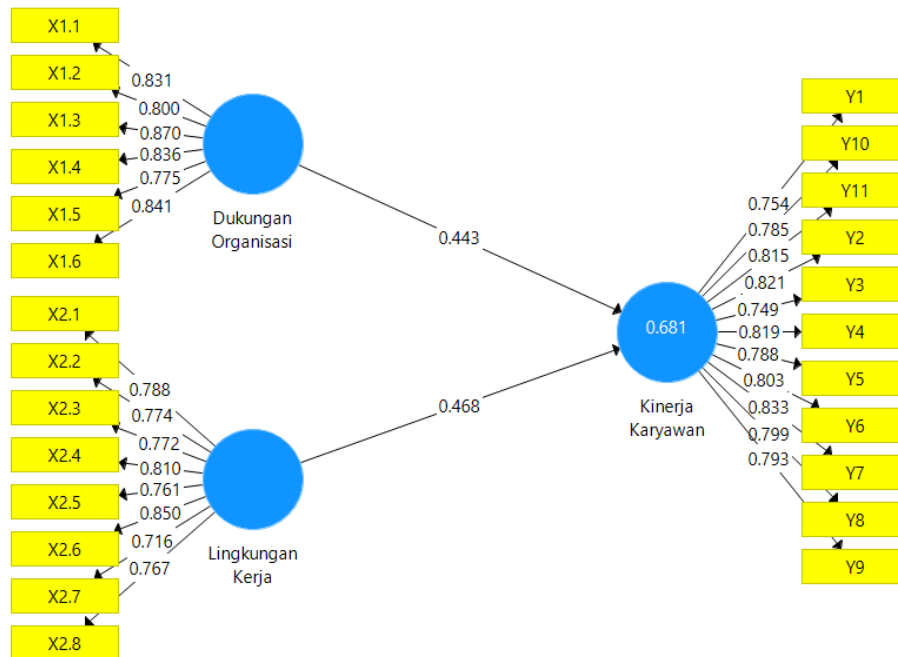 X1.1
X1.2
X1.3
X1.4
X1.5
X1.6
0.831
0.800
0.870
0.836
0.775
0.841
Dukungan
Organisasi
0.443
X2.1
X2.2
X2.3
X2.4
X2.5
X2.6
X2.7
X2.8
0.788
0.774
0.772
0.810
0.761
0.850
0.716
0.767
Lingkungan
Kerja
0.468
0.681
Kinerja
Karyawan
0.754
0.785
0.815
0.821
0.749
0.819
0.788
0.803
0.833
0.799
0.793
Y1
Y10
Y11
Y2
Y3
Y4
Y5
Y6
Y7
Y8
Y9